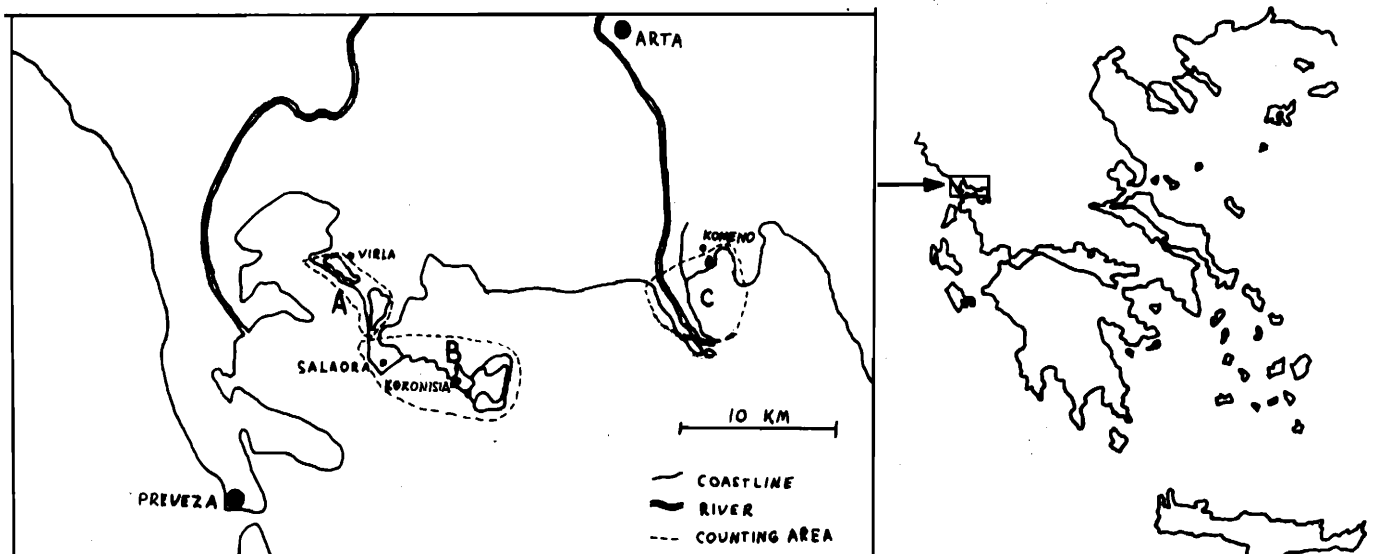 ARTA
KOMENO
VIRLA
A
C
B
SALAORA
KORONISIA
10 KM
PREVEZA
COASTLINE
RIVER
COUNTING AREA